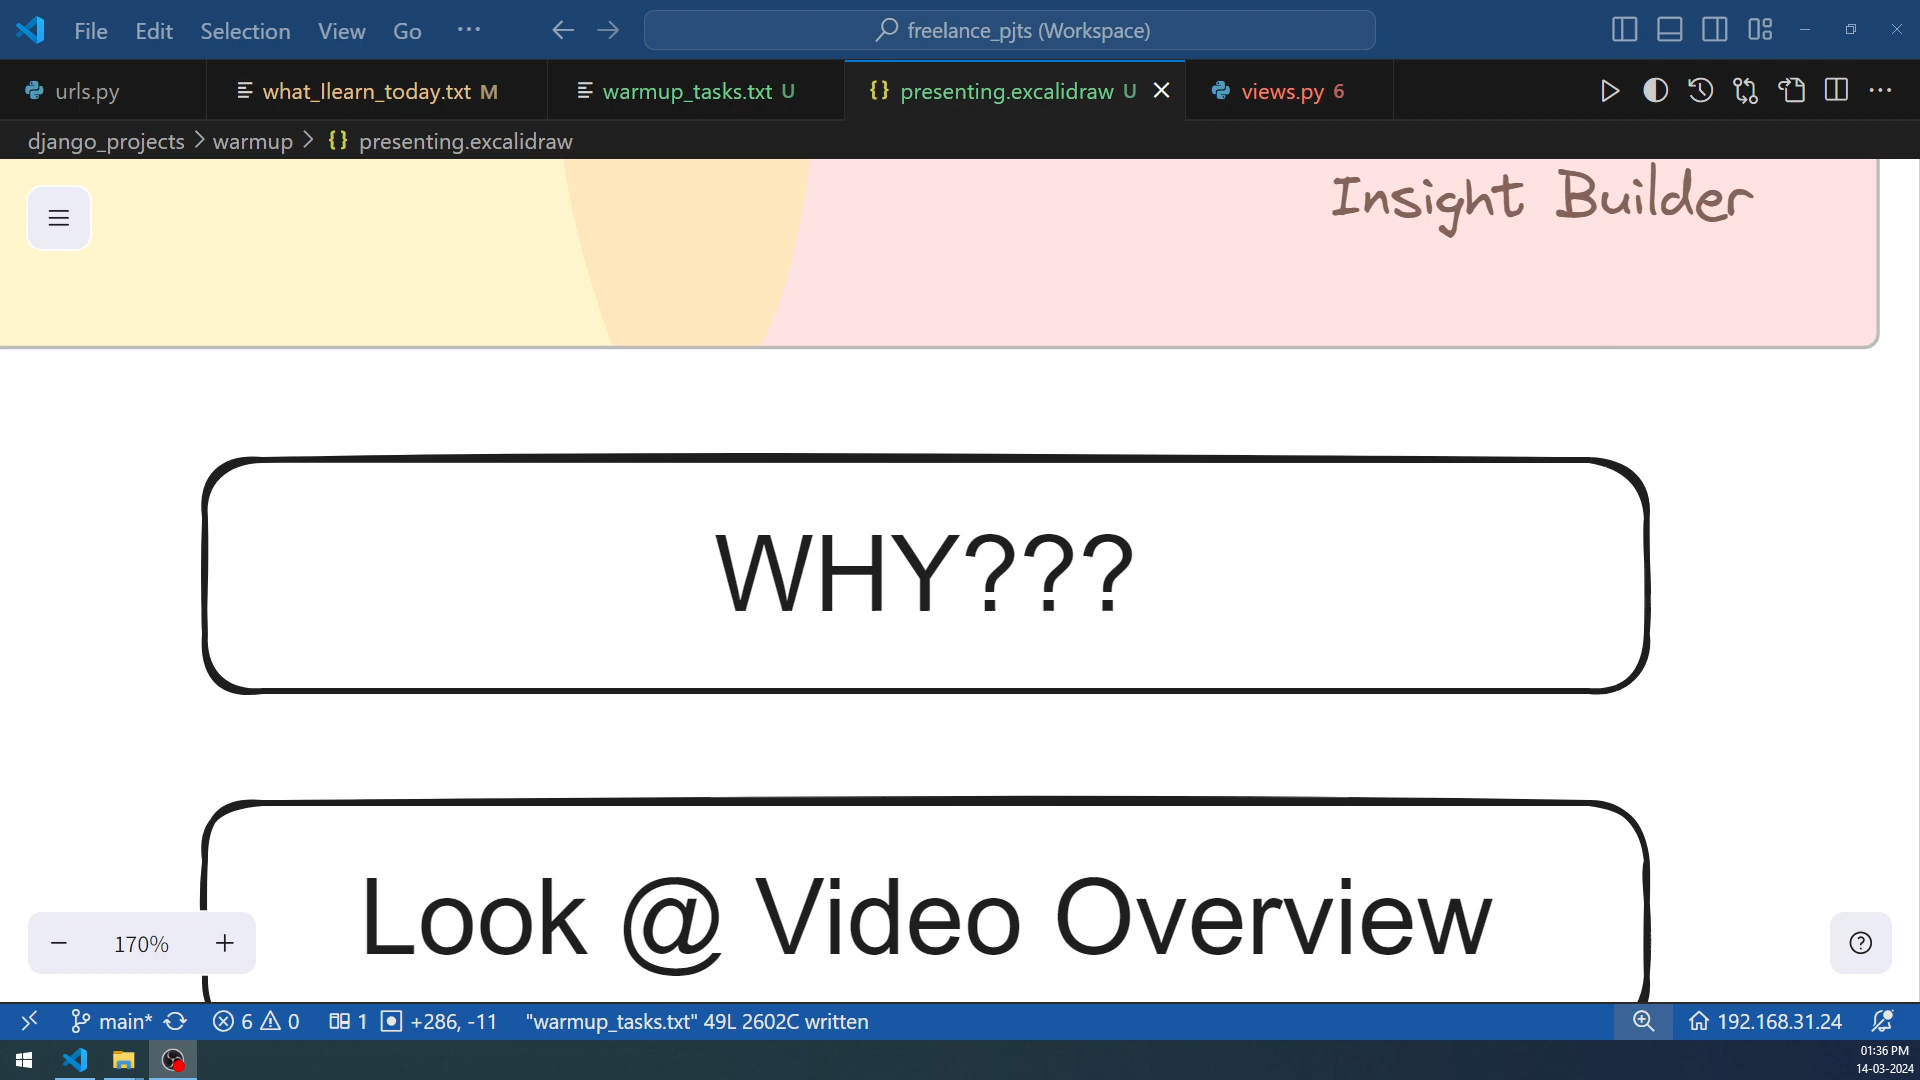 File Edit Selection View Go ··· freelance_pjts (Workspace)
urls.py what_llearn_today.txt M warmup_tasks.txt U {} presenting.excalidraw U views.py 6
django_projects > warmup > {} presenting.excalidraw
Insight Builder
WHY???
Look @ Video Overview
170%
main* 6 0 1 +286, -11 "warmup_tasks.txt" 49L 2602C written 192.168.31.24
01:36 PM
14-03-2024